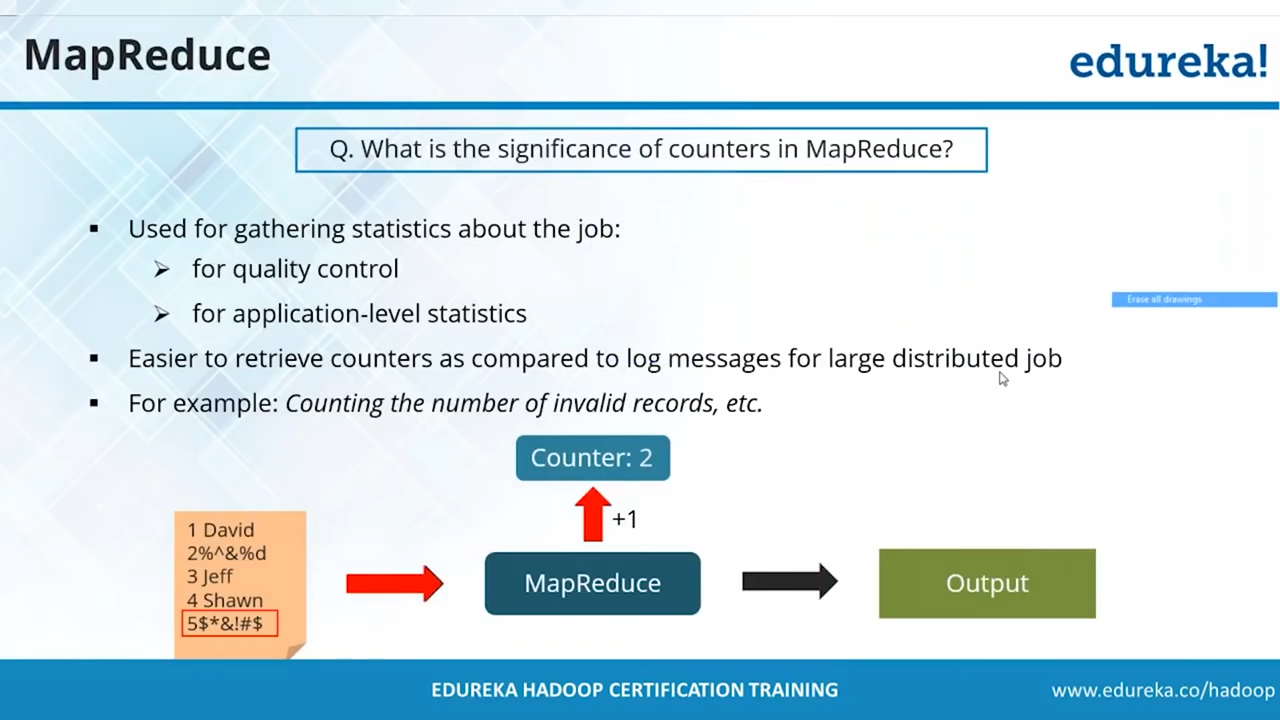 MapReduce
edureka!
Q. What is the significance of counters in MapReduce?
Used for gathering statistics about the job:
for quality control
for application-level statistics
Erase all drawings
Easier to retrieve counters as compared to log messages for large distributed job
For example: Counting the number of invalid records, etc.
Counter: 2
+1
1 David
2%^&%d
3 Jeff
4 Shawn
5$*&!#$
MapReduce
Output
EDUREKA HADOOP CERTIFICATION TRAINING
www.edureka.co/hadoop